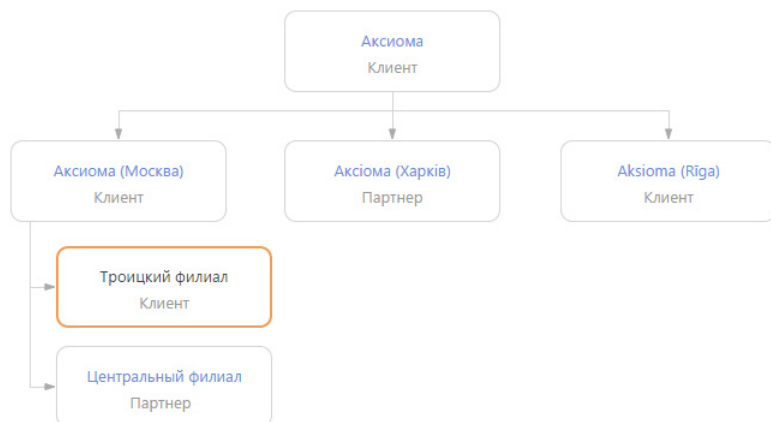 Аксиома
Клиент
Аксиома (Москва)
Клиент
Аксіома (Харків)
Партнер
Aksioma (Rīga)
Клиент
Троицкий филиал
Клиент
Центральный филиал
Партнер